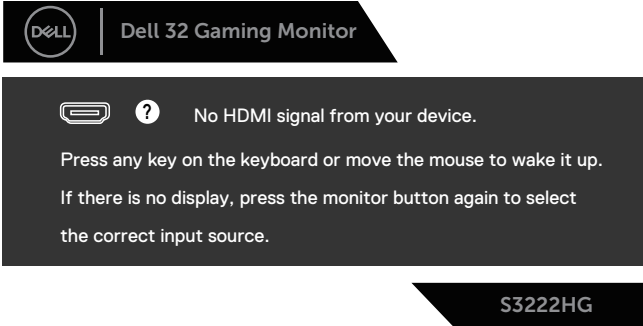 DELL
Dell 32 Gaming Monitor
? No HDMI signal from your device.
Press any key on the keyboard or move the mouse to wake it up.
If there is no display, press the monitor button again to select
the correct input source.
S3222HG